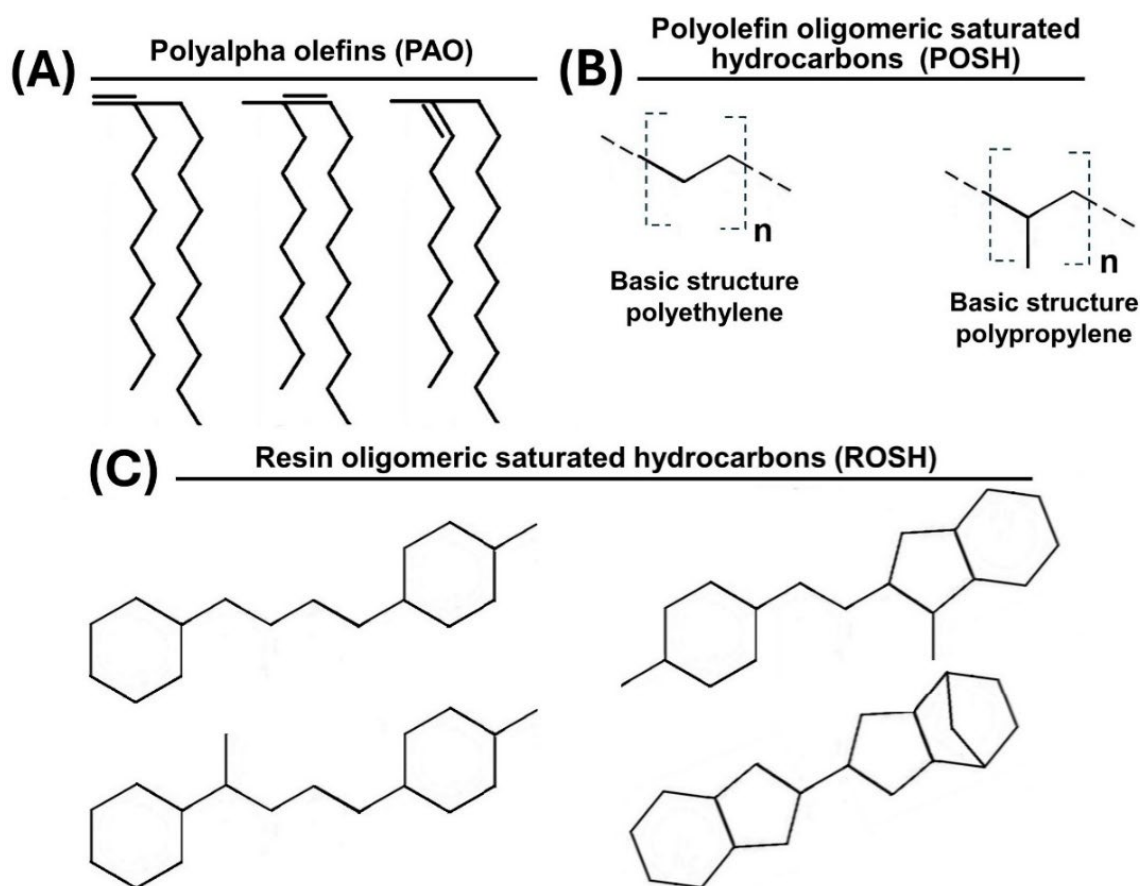 (A)
Polyalpha olefins (PAO)
(B)
Polyolefin oligomeric saturated
hydrocarbons (POSH)
n
Basic structure
polyethylene
n
Basic structure
polypropylene
(C)
Resin oligomeric saturated hydrocarbons (ROSH)